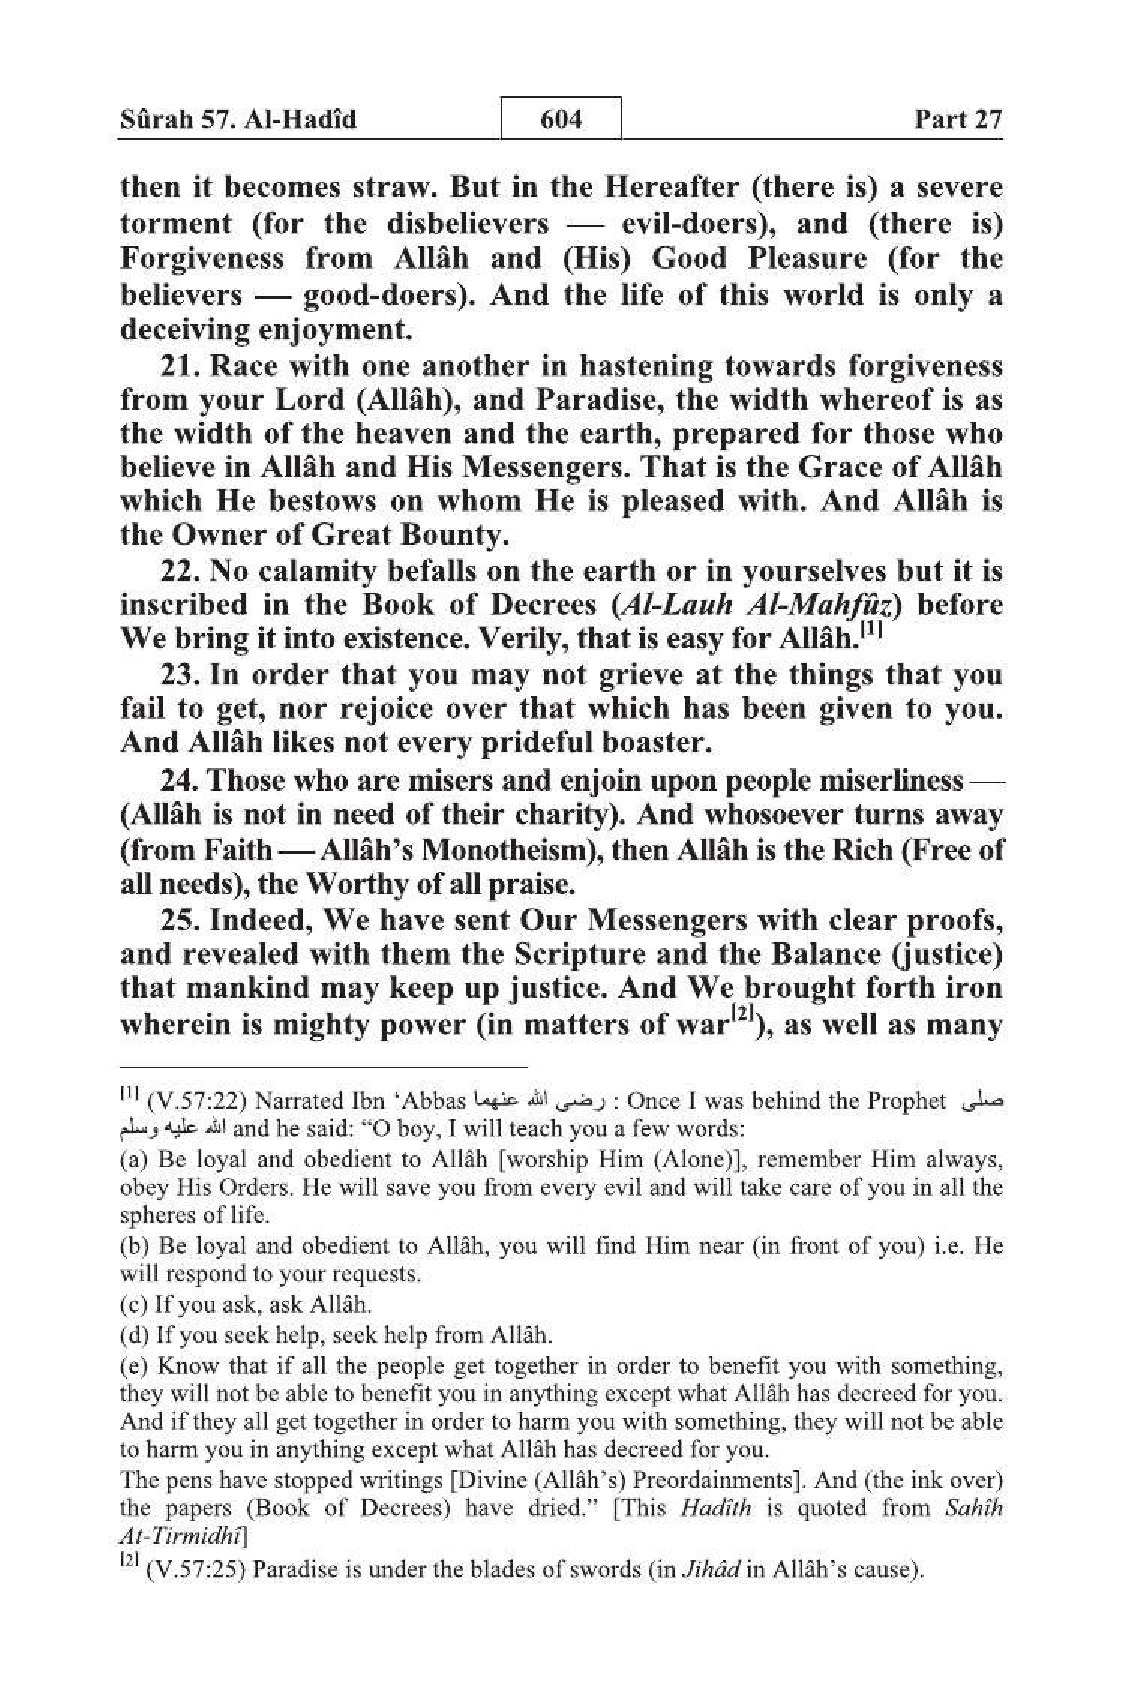 Sûrah 57. Al-Hadîd 604 Part 27
then it becomes straw. But in the Hereafter (there is) a severe
torment (for the disbelievers — evil-doers), and (there is)
Forgiveness from Allâh and (His) Good Pleasure (for the
believers — good-doers). And the life of this world is only a
deceiving enjoyment.
21. Race with one another in hastening towards forgiveness
from your Lord (Allâh), and Paradise, the width whereof is as
the width of the heaven and the earth, prepared for those who
believe in Allâh and His Messengers. That is the Grace of Allâh
which He bestows on whom He is pleased with. And Allâh is
the Owner of Great Bounty.
22. No calamity befalls on the earth or in yourselves but it is
inscribed in the Book of Decrees (Al-Lauh Al-Mahfûz) before
We bring it into existence. Verily, that is easy for Allâh.[1]
23. In order that you may not grieve at the things that you
fail to get, nor rejoice over that which has been given to you.
And Allâh likes not every prideful boaster.
24. Those who are misers and enjoin upon people miserliness —
(Allâh is not in need of their charity). And whosoever turns away
(from Faith — Allâh’s Monotheism), then Allâh is the Rich (Free of
all needs), the Worthy of all praise.
25. Indeed, We have sent Our Messengers with clear proofs,
and revealed with them the Scripture and the Balance (justice)
that mankind may keep up justice. And We brought forth iron
wherein is mighty power (in matters of war[2]), as well as many
[1] (V.57:22) Narrated Ibn ‘Abbas رضى الله عنهما : Once I was behind the Prophet صلى
الله عليه وسلم and he said: “O boy, I will teach you a few words:
(a) Be loyal and obedient to Allâh [worship Him (Alone)], remember Him always,
obey His Orders. He will save you from every evil and will take care of you in all the
spheres of life.
(b) Be loyal and obedient to Allâh, you will find Him near (in front of you) i.e. He
will respond to your requests.
(c) If you ask, ask Allâh.
(d) If you seek help, seek help from Allâh.
(e) Know that if all the people get together in order to benefit you with something,
they will not be able to benefit you in anything except what Allâh has decreed for you.
And if they all get together in order to harm you with something, they will not be able
to harm you in anything except what Allâh has decreed for you.
The pens have stopped writings [Divine (Allâh’s) Preordainments]. And (the ink over)
the papers (Book of Decrees) have dried.” [This Hadîth is quoted from Sahîh
At-Tirmidhî]
[2] (V.57:25) Paradise is under the blades of swords (in Jihâd in Allâh’s cause).